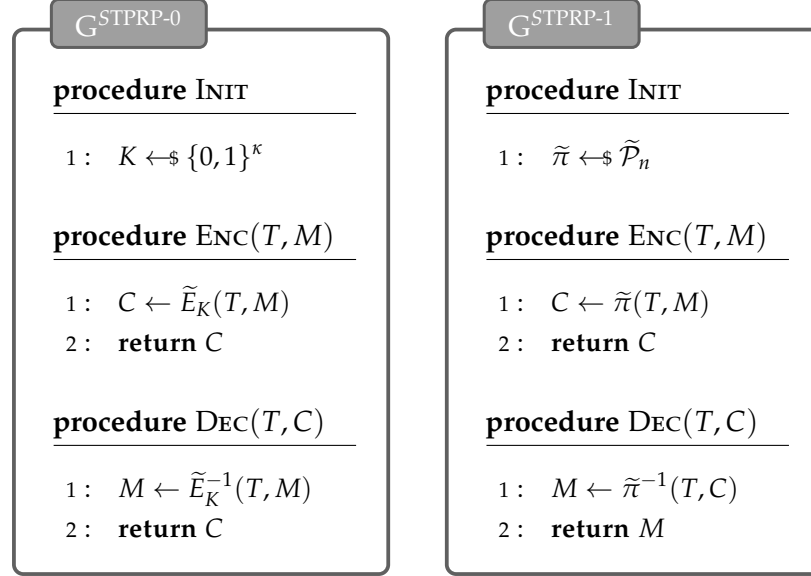 G^STPRP-0
procedure INIT
1 : K ←$ {0,1}^κ
procedure ENC(T, M)
1 : C ← Ẽ_K(T, M)
2 : return C
procedure DEC(T, C)
1 : M ← Ẽ_K^{-1}(T, M)
2 : return C
G^STPRP-1
procedure INIT
1 : π̃ ←$ P̃_n
procedure ENC(T, M)
1 : C ← π̃(T, M)
2 : return C
procedure DEC(T, C)
1 : M ← π̃^{-1}(T, C)
2 : return M